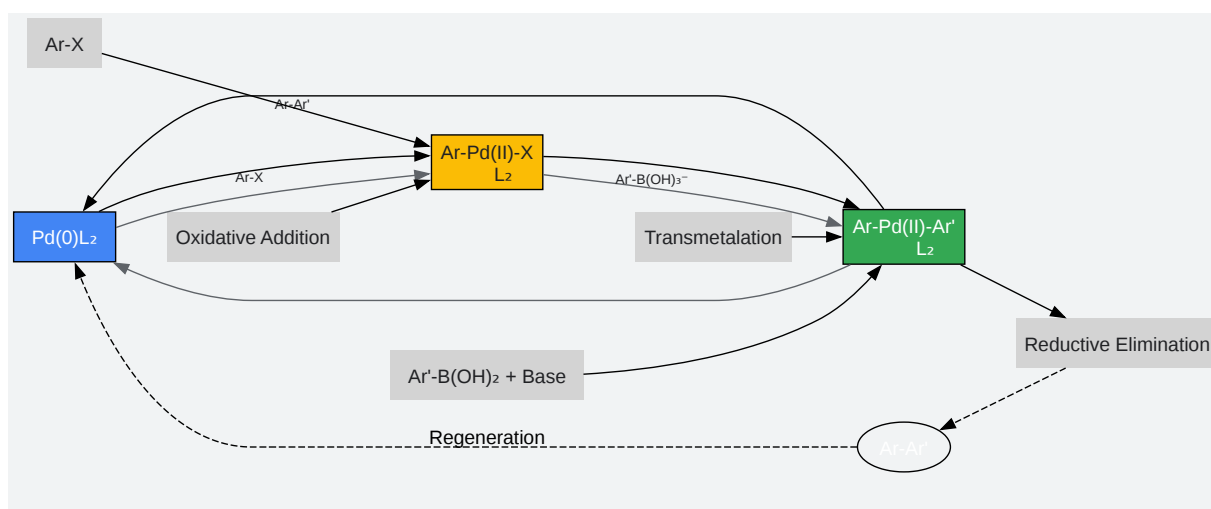 Ar-X
Ar-Ar'
Ar-Pd(II)-X
L₂
Ar-X
Ar'-B(OH)₃⁻
Pd(0)L₂
Oxidative Addition
Transmetalation
Ar-Pd(II)-Ar'
L₂
Reductive Elimination
Ar'-B(OH)₂ + Base
Regeneration
Ar-Ar'